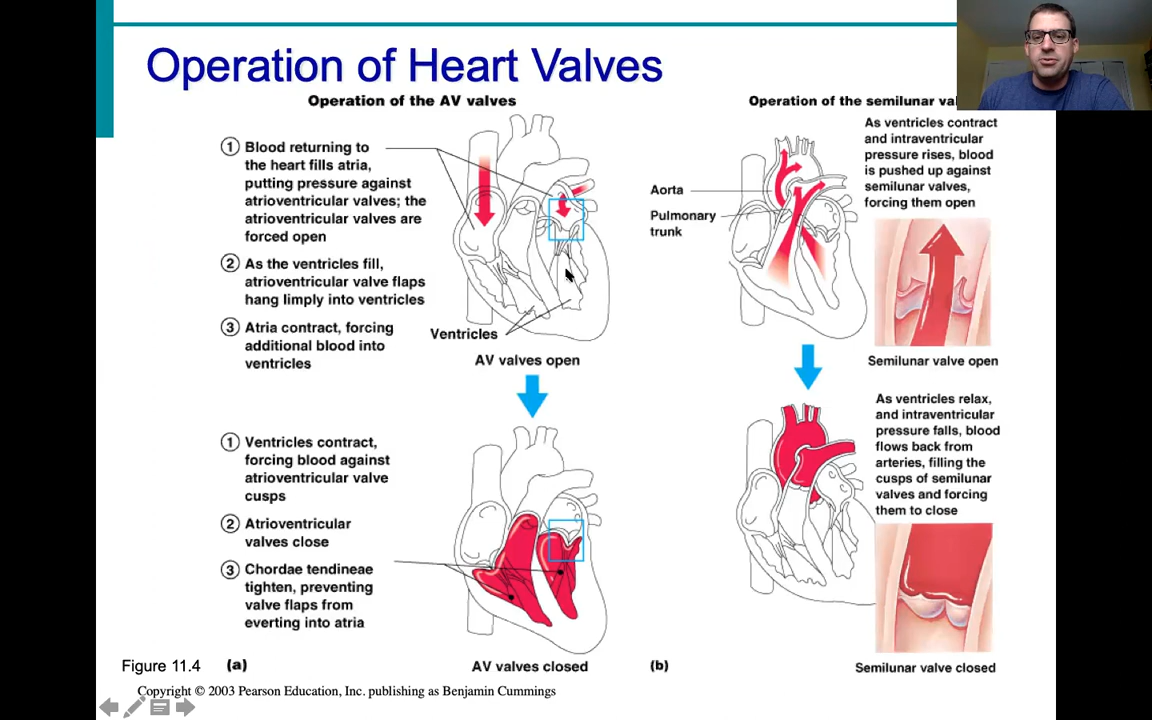 Operation of Heart Valves
Operation of the AV valves
① Blood returning to
the heart fills atria,
putting pressure against
atrioventricular valves; the
atrioventricular valves are
forced open
② As the ventricles fill,
atrioventricular valve flaps
hang limply into ventricles
③ Atria contract, forcing
additional blood into
ventricles
Ventricles
AV valves open
① Ventricles contract,
forcing blood against
atrioventricular valve
cusps
② Atrioventricular
valves close
③ Chordae tendineae
tighten, preventing
valve flaps from
everting into atria
(a)
AV valves closed
Operation of the semilunar
As ventricles contract
and intraventricular
pressure rises, blood
is pushed up against
semilunar valves,
forcing them open
Aorta
Pulmonary
trunk
Semilunar valve open
As ventricles relax,
and intraventricular
pressure falls, blood
flows back from
arteries, filling the
cusps of semilunar
valves and forcing
them to close
(b)
Semilunar valve closed
Figure 11.4
Copyright © 2003 Pearson Education, Inc. publishing as Benjamin Cummings